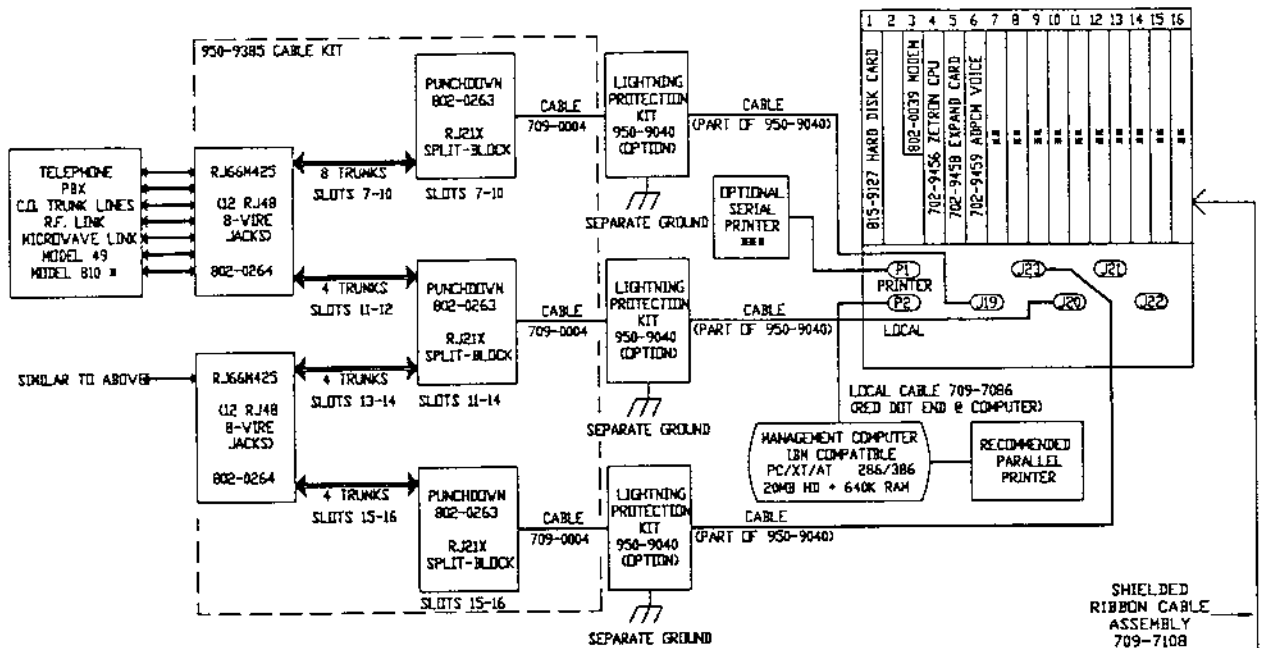 950-9385 CABLE KIT
TELEPHONE
PBX
C.O. TRUNK LINES
R.F. LINK
MICROWAVE LINK
MODEL 49
MODEL 810 *
RJ66M425
(12 RJ48
8-WIRE
JACKS)
802-0264
8 TRUNKS
SLOTS 7-10
4 TRUNKS
SLOTS 11-12
PUNCHDOWN
802-0263
RJ21X
SPLIT-BLOCK
SLOTS 7-10
CABLE
709-0004
LIGHTNING
PROTECTION
KIT
950-9040
(OPTION)
SEPARATE GROUND
CABLE
(PART OF 950-9040)
OPTIONAL
SERIAL
PRINTER
***
SIMILAR TO ABOVE
RJ66M425
(12 RJ48
8-WIRE
JACKS)
802-0264
4 TRUNKS
SLOTS 13-14
4 TRUNKS
SLOTS 15-16
PUNCHDOWN
802-0263
RJ21X
SPLIT-BLOCK
SLOTS 11-14
CABLE
709-0004
LIGHTNING
PROTECTION
KIT
950-9040
(OPTION)
SEPARATE GROUND
CABLE
(PART OF 950-9040)
PUNCHDOWN
802-0263
RJ21X
SPLIT-BLOCK
SLOTS 15-16
CABLE
709-0004
LIGHTNING
PROTECTION
KIT
950-9040
(OPTION)
SEPARATE GROUND
CABLE
(PART OF 950-9040)
1 2 3 4 5 6 7 8 9 10 11 12 13 14 15 16
815-9127 HARD DISK CARD
802-0039 MODEM
702-9456 ZETRON CPU
702-9458 EXPAND CARD
702-9459 ADPCM VOICE
** ** ** ** ** ** ** ** ** **
P1
PRINTER
P2
LOCAL
J19
J23
J20
J21
J22
LOCAL CABLE 709-7086
(RED DOT END @ COMPUTER)
MANAGEMENT COMPUTER
IBM COMPATIBLE
PC/XT/AT 286/386
20MB HD + 640K RAM
RECOMMENDED
PARALLEL
PRINTER
SHIELDED
RIBBON CABLE
ASSEMBLY
709-7108